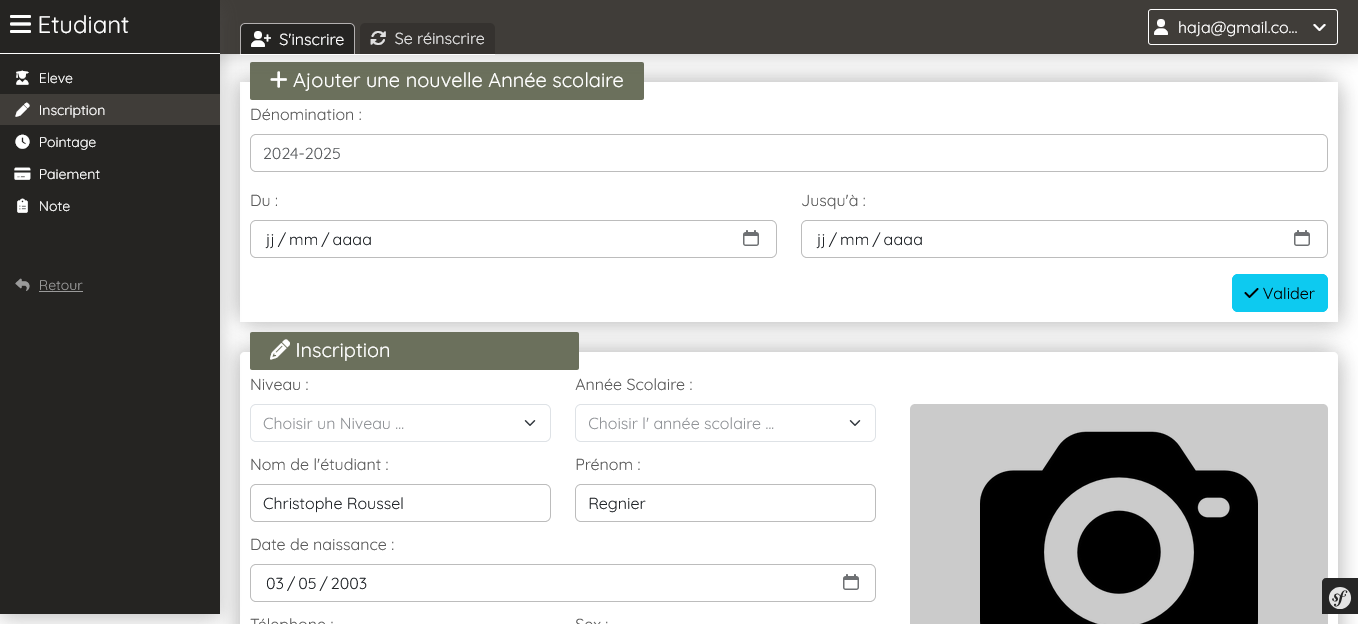 Etudiant
S'inscrire
Se réinscrire
haja@gmail.co...
Eleve
Inscription
Pointage
Paiement
Note
Retour
Ajouter une nouvelle Année scolaire
Dénomination :
2024-2025
Du :
Jusqu'à :
jj / mm / aaaa
jj / mm / aaaa
Valider
Inscription
Niveau :
Année Scolaire :
Choisir un Niveau ...
Choisir l' année scolaire ...
Nom de l'étudiant :
Prénom :
Christophe Roussel
Regnier
Date de naissance :
03 / 05 / 2003
Téléphone :
Sex :
sf